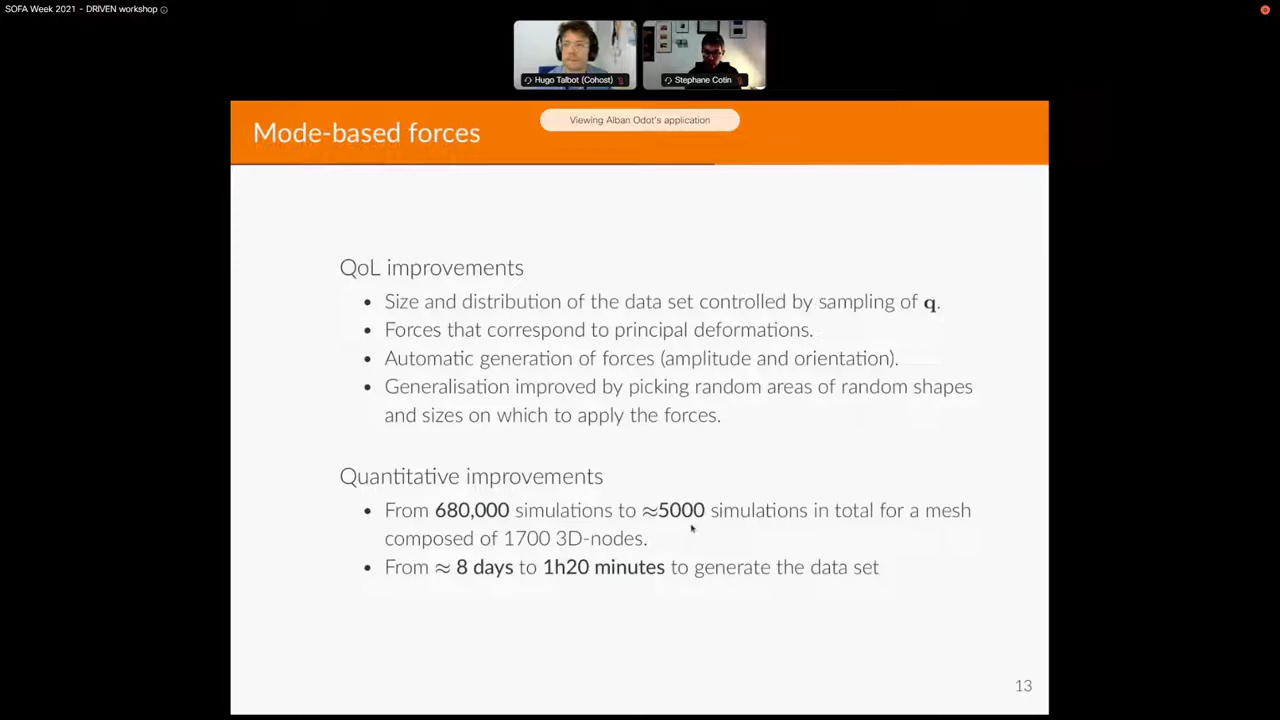 SOFA Week 2021 - DRIVEN workshop
Hugo Talbot (Cohost)
Stephane Cotin
Viewing Alban Odot's application
Mode-based forces
QoL improvements
• Size and distribution of the data set controlled by sampling of q.
• Forces that correspond to principal deformations.
• Automatic generation of forces (amplitude and orientation).
• Generalisation improved by picking random areas of random shapes
and sizes on which to apply the forces.
Quantitative improvements
• From 680,000 simulations to ≈5000 simulations in total for a mesh
composed of 1700 3D-nodes.
• From ≈ 8 days to 1h20 minutes to generate the data set
13